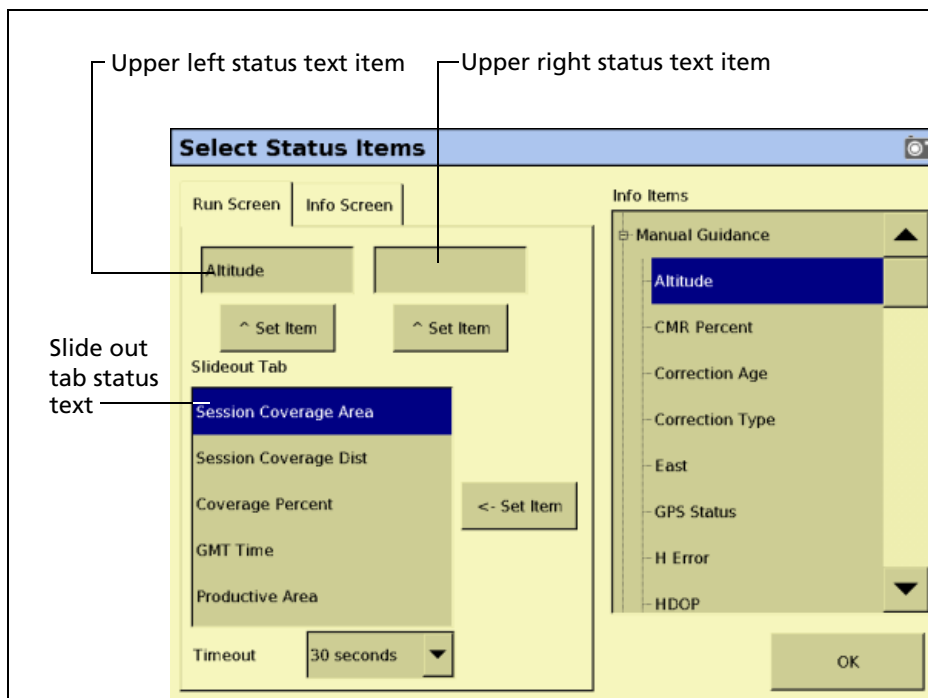 Upper left status text item
Upper right status text item
Select Status Items
Run Screen
Info Screen
Altitude
^ Set Item
^ Set Item
Slide out
tab status
text
Slideout Tab
Session Coverage Area
Session Coverage Dist
Coverage Percent
GMT Time
Productive Area
<- Set Item
Timeout
30 seconds
Info Items
Manual Guidance
Altitude
CMR Percent
Correction Age
Correction Type
East
GPS Status
H Error
HDOP
OK